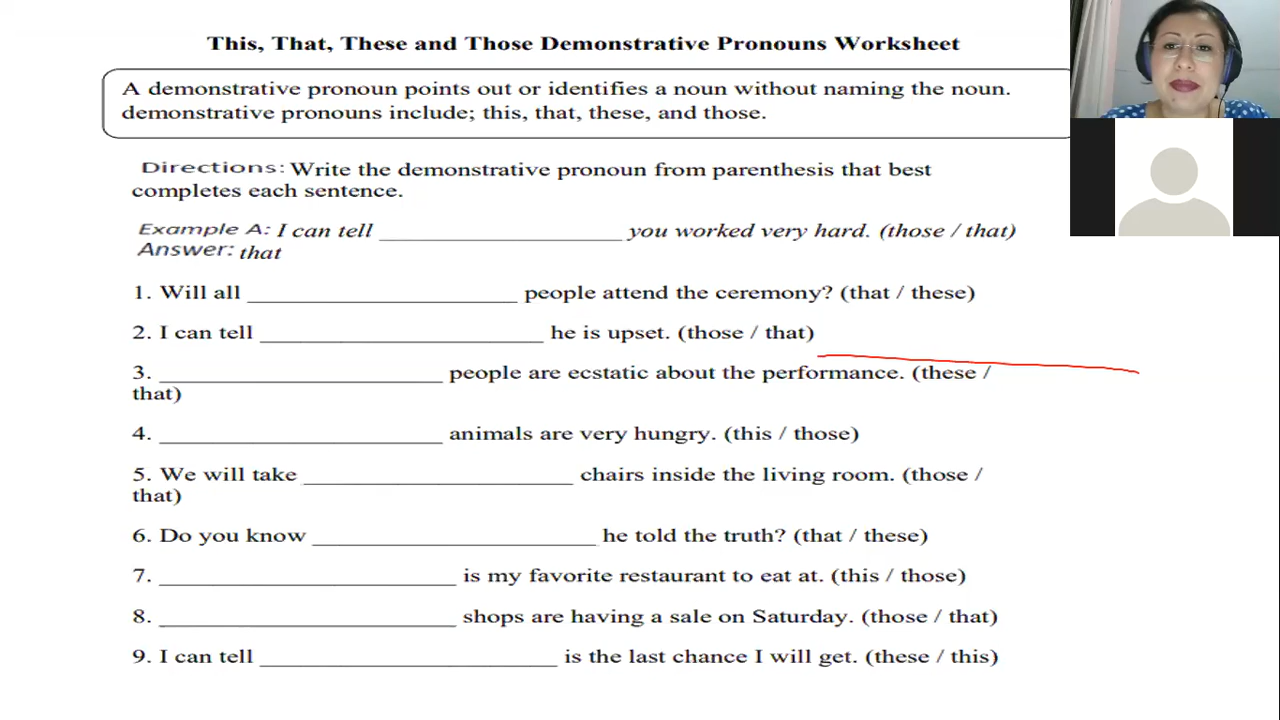 This, That, These and Those Demonstrative Pronouns Worksheet
A demonstrative pronoun points out or identifies a noun without naming the noun.
demonstrative pronouns include; this, that, these, and those.
Directions: Write the demonstrative pronoun from parenthesis that best
completes each sentence.
Example A: I can tell ______________________ you worked very hard. (those / that)
Answer: that
1. Will all ________________________ people attend the ceremony? (that / these)
2. I can tell _________________________ he is upset. (those / that)
3. _________________________ people are ecstatic about the performance. (these /
that)
4. _________________________ animals are very hungry. (this / those)
5. We will take ________________________ chairs inside the living room. (those /
that)
6. Do you know _________________________ he told the truth? (that / these)
7. __________________________ is my favorite restaurant to eat at. (this / those)
8. __________________________ shops are having a sale on Saturday. (those / that)
9. I can tell __________________________ is the last chance I will get. (these / this)